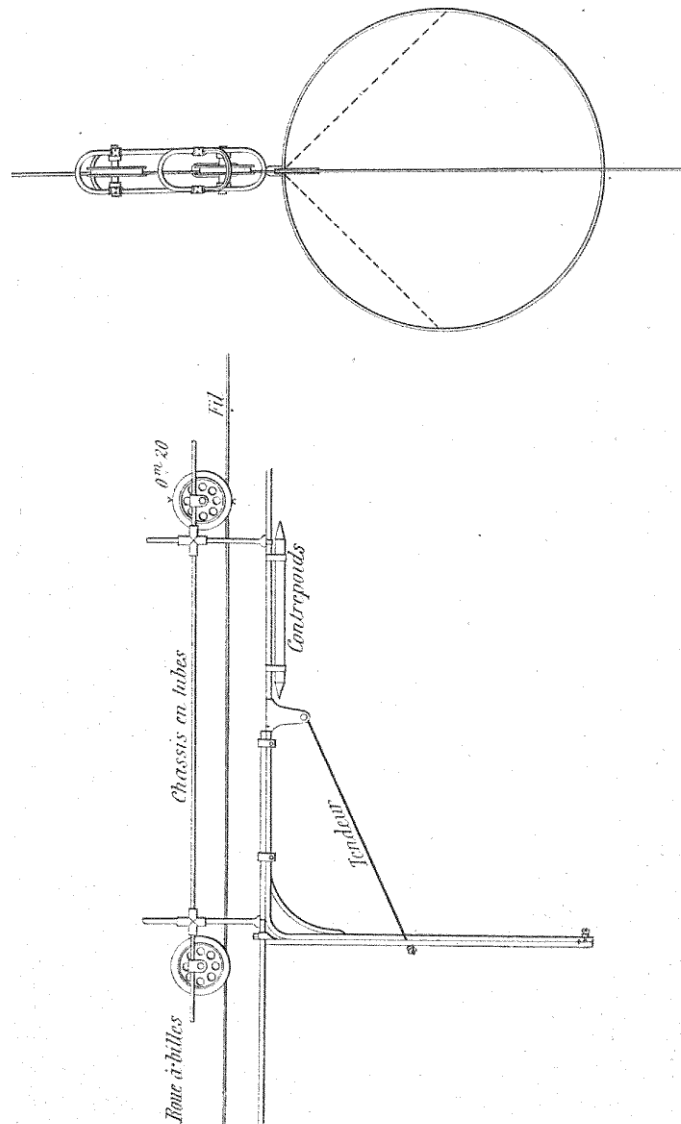 Fil
0ᵐ 20
Contrepoids
Chassis en tubes
Tendeur
Roue à billes